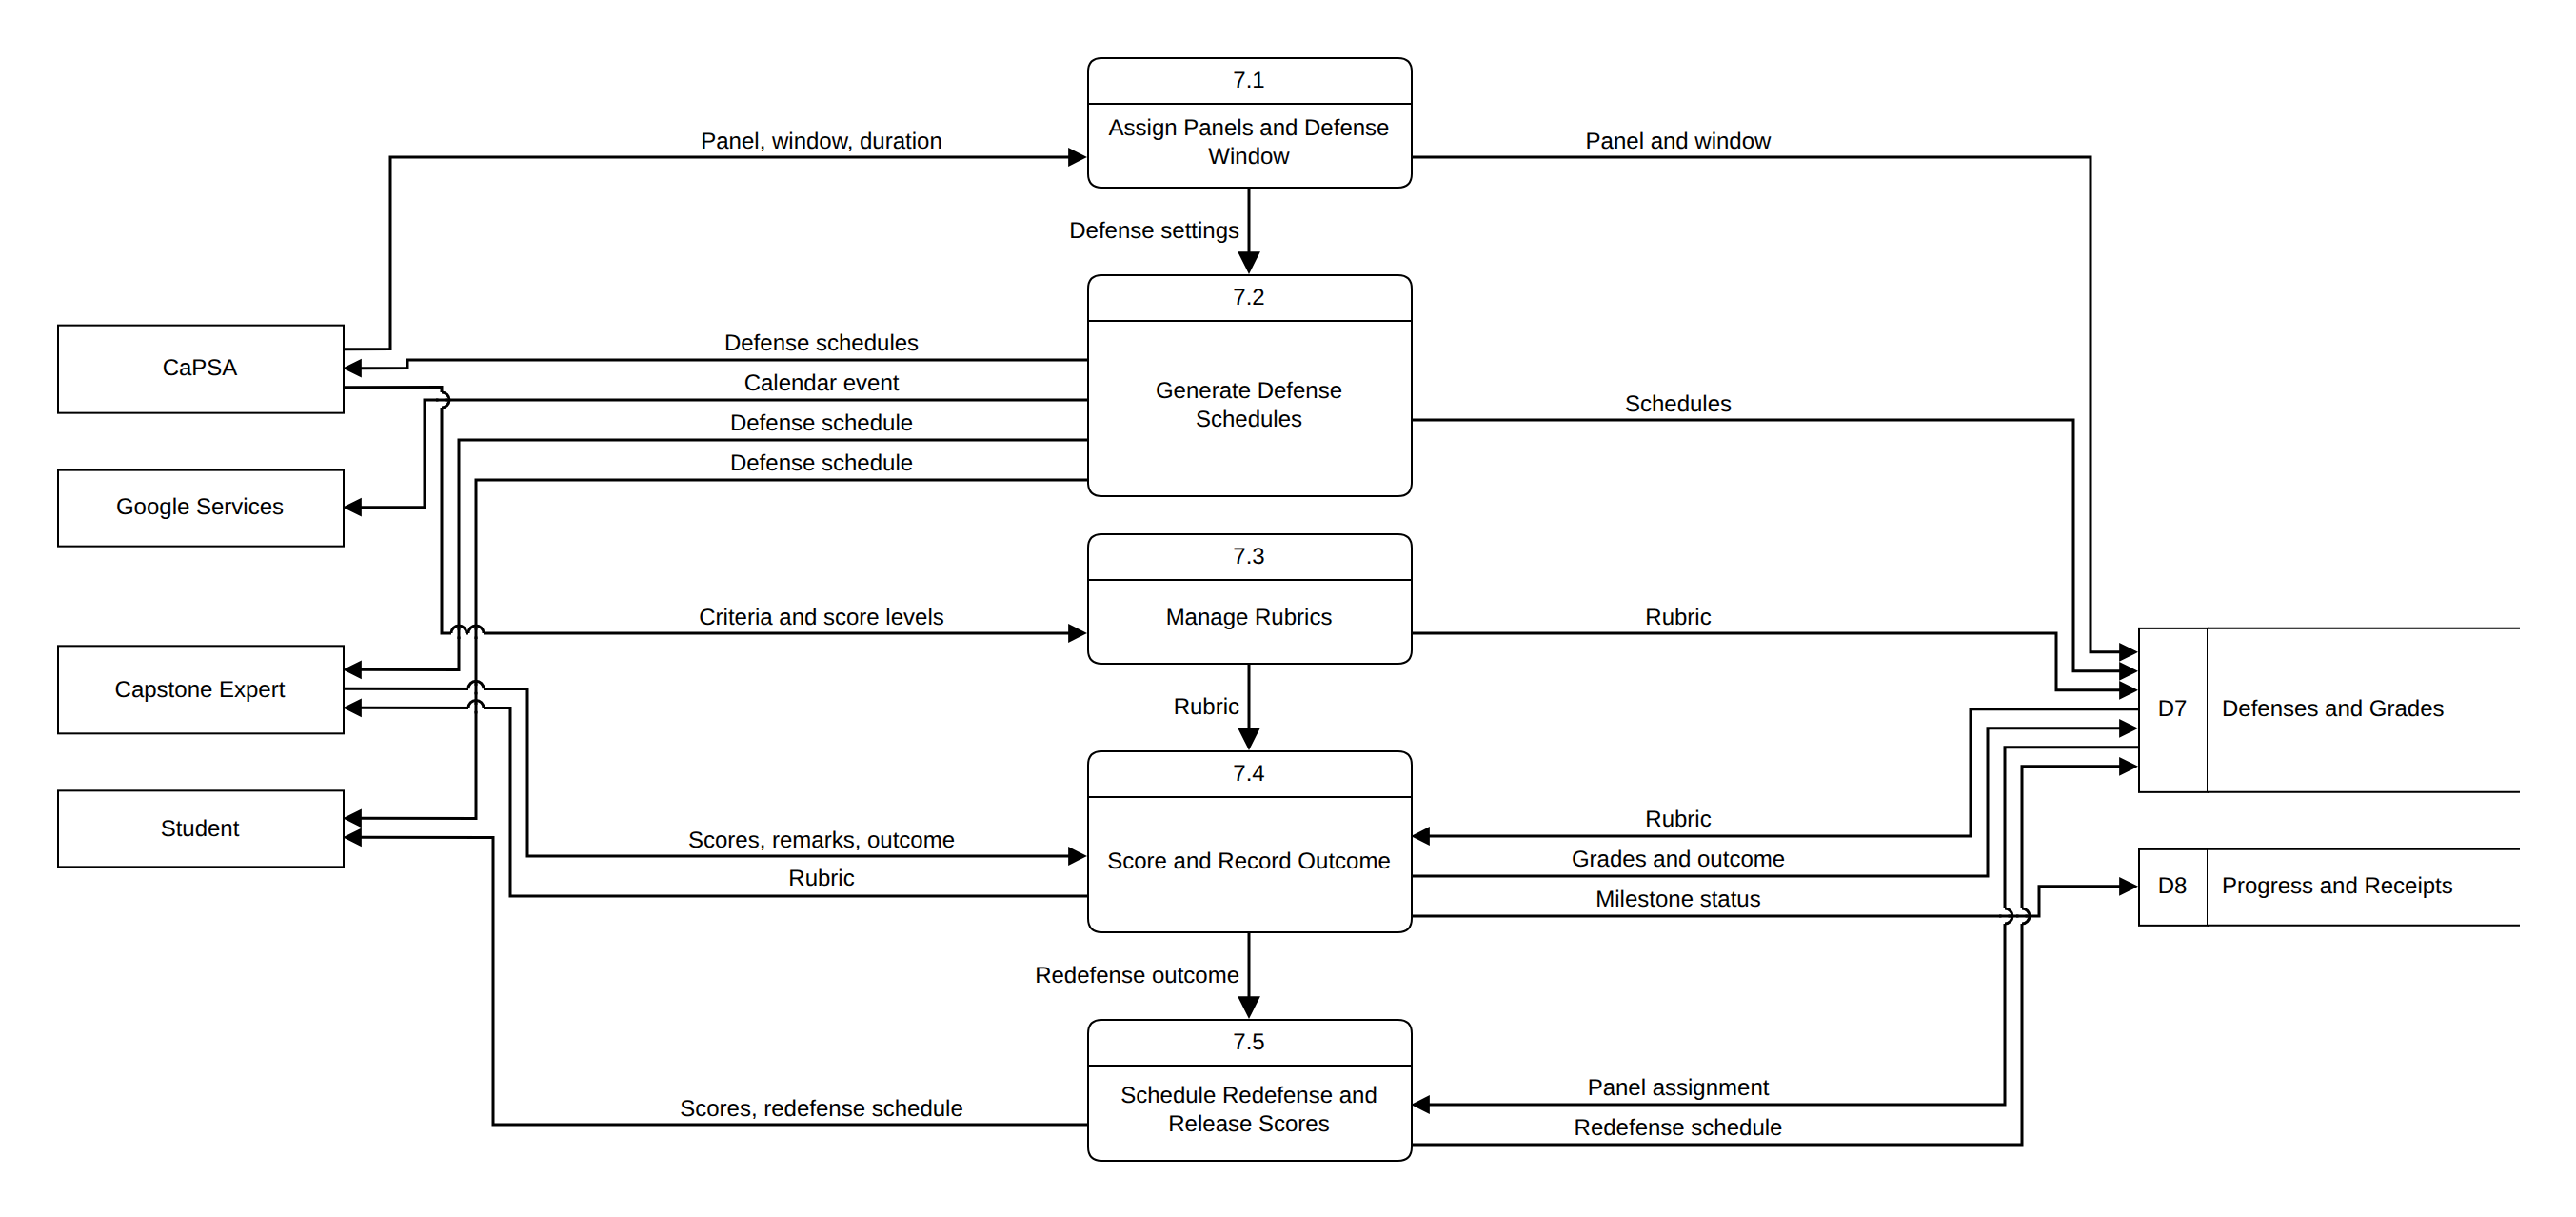 7.1
Assign Panels and Defense
Window
Panel, window, duration
Panel and window
Defense settings
7.2
Generate Defense
Schedules
Defense schedules
Calendar event
Defense schedule
Defense schedule
Schedules
CaPSA
Google Services
Capstone Expert
Student
7.3
Manage Rubrics
Criteria and score levels
Rubric
Rubric
7.4
Score and Record Outcome
Scores, remarks, outcome
Rubric
Rubric
Grades and outcome
Milestone status
D7
Defenses and Grades
D8
Progress and Receipts
Redefense outcome
7.5
Schedule Redefense and
Release Scores
Scores, redefense schedule
Panel assignment
Redefense schedule